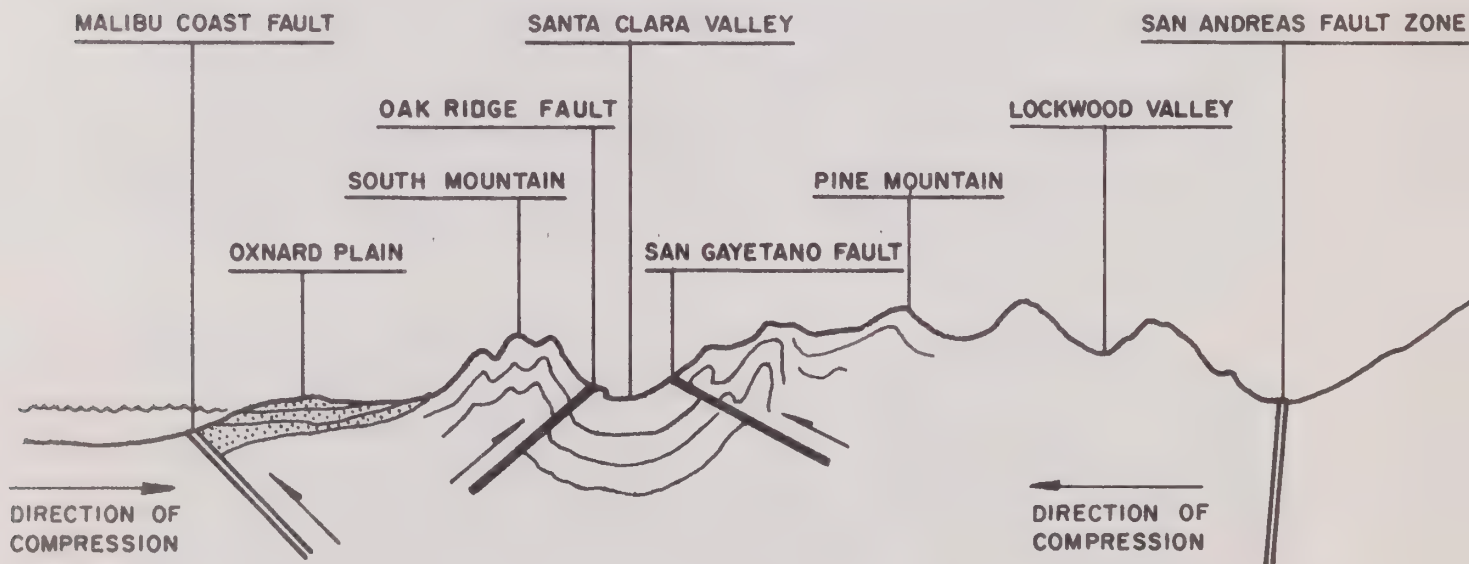 MALIBU COAST FAULT
SANTA CLARA VALLEY
SAN ANDREAS FAULT ZONE
OAK RIDGE FAULT
LOCKWOOD VALLEY
SOUTH MOUNTAIN
PINE MOUNTAIN
OXNARD PLAIN
SAN GAYETANO FAULT
DIRECTION OF
COMPRESSION
DIRECTION OF
COMPRESSION